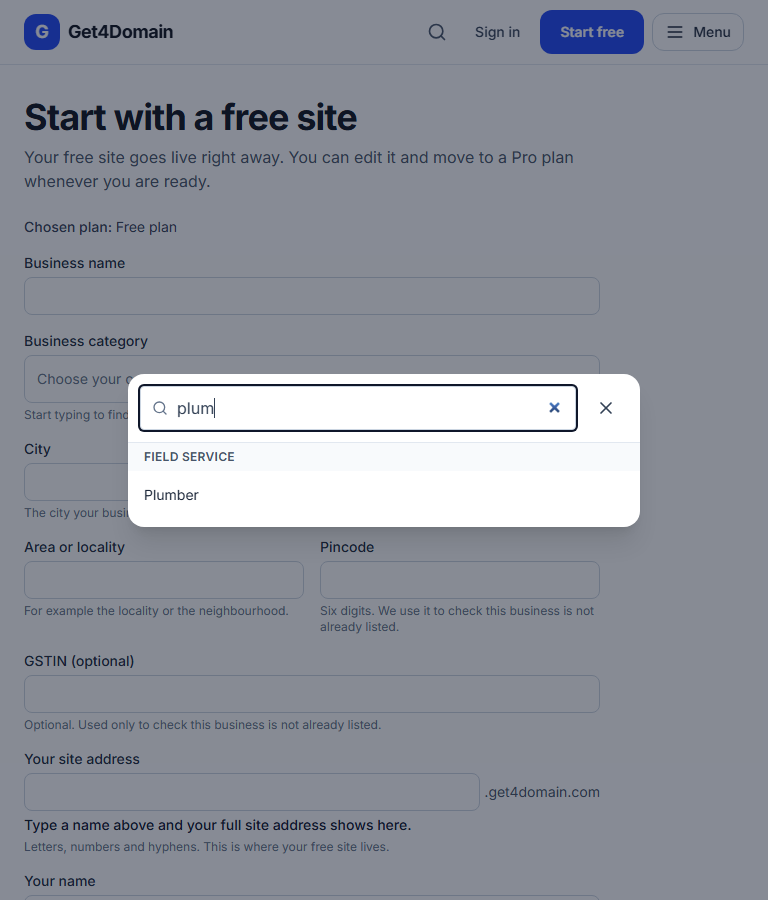 G Get4Domain
Sign in
Start free
Menu
Start with a free site
Your free site goes live right away. You can edit it and move to a Pro plan
whenever you are ready.
Chosen plan: Free plan
Business name
Business category
Choose your
Start typing to find
plum
FIELD SERVICE
Plumber
City
The city your
Area or locality
Pincode
For example the locality or the neighbourhood.
Six digits. We use it to check this business is not
already listed.
GSTIN (optional)
Optional. Used only to check this business is not already listed.
Your site address
.get4domain.com
Type a name above and your full site address shows here.
Letters, numbers and hyphens. This is where your free site lives.
Your name